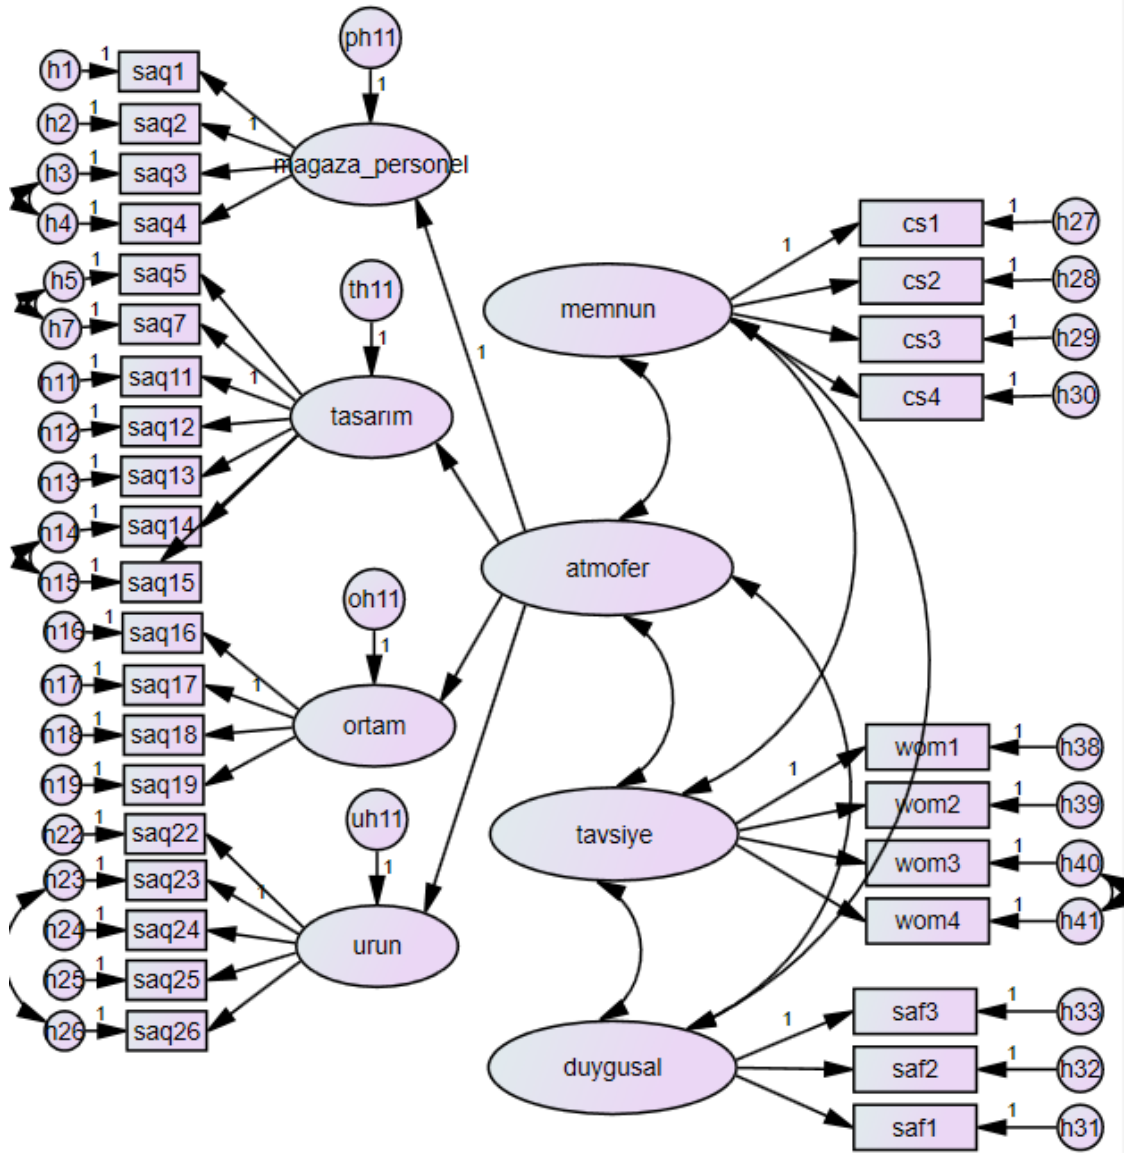 ph11
1
h1 1 saq1
h2 1 saq2
1
magaza_personel
h3 1 saq3
h4 1 saq4
h5 1 saq5
h7 1 saq7
th11
1
h11 1 saq11
1
h12 1 saq12
tasarım
h13 1 saq13
h14 1 saq14
h15 1 saq15
h16 1 saq16
oh11
1
h17 1 saq17
1
h18 1 saq18
ortam
h19 1 saq19
h22 1 saq22
uh11
1
h23 1 saq23
1
h24 1 saq24
urun
h25 1 saq25
h26 1 saq26
1
memnun
1
cs1 1 h27
cs2 1 h28
cs3 1 h29
cs4 1 h30
atmofer
tavsiye
1
wom1 1 h38
wom2 1 h39
wom3 1 h40
wom4 1 h41
duygusal
1
saf3 1 h33
saf2 1 h32
saf1 1 h31